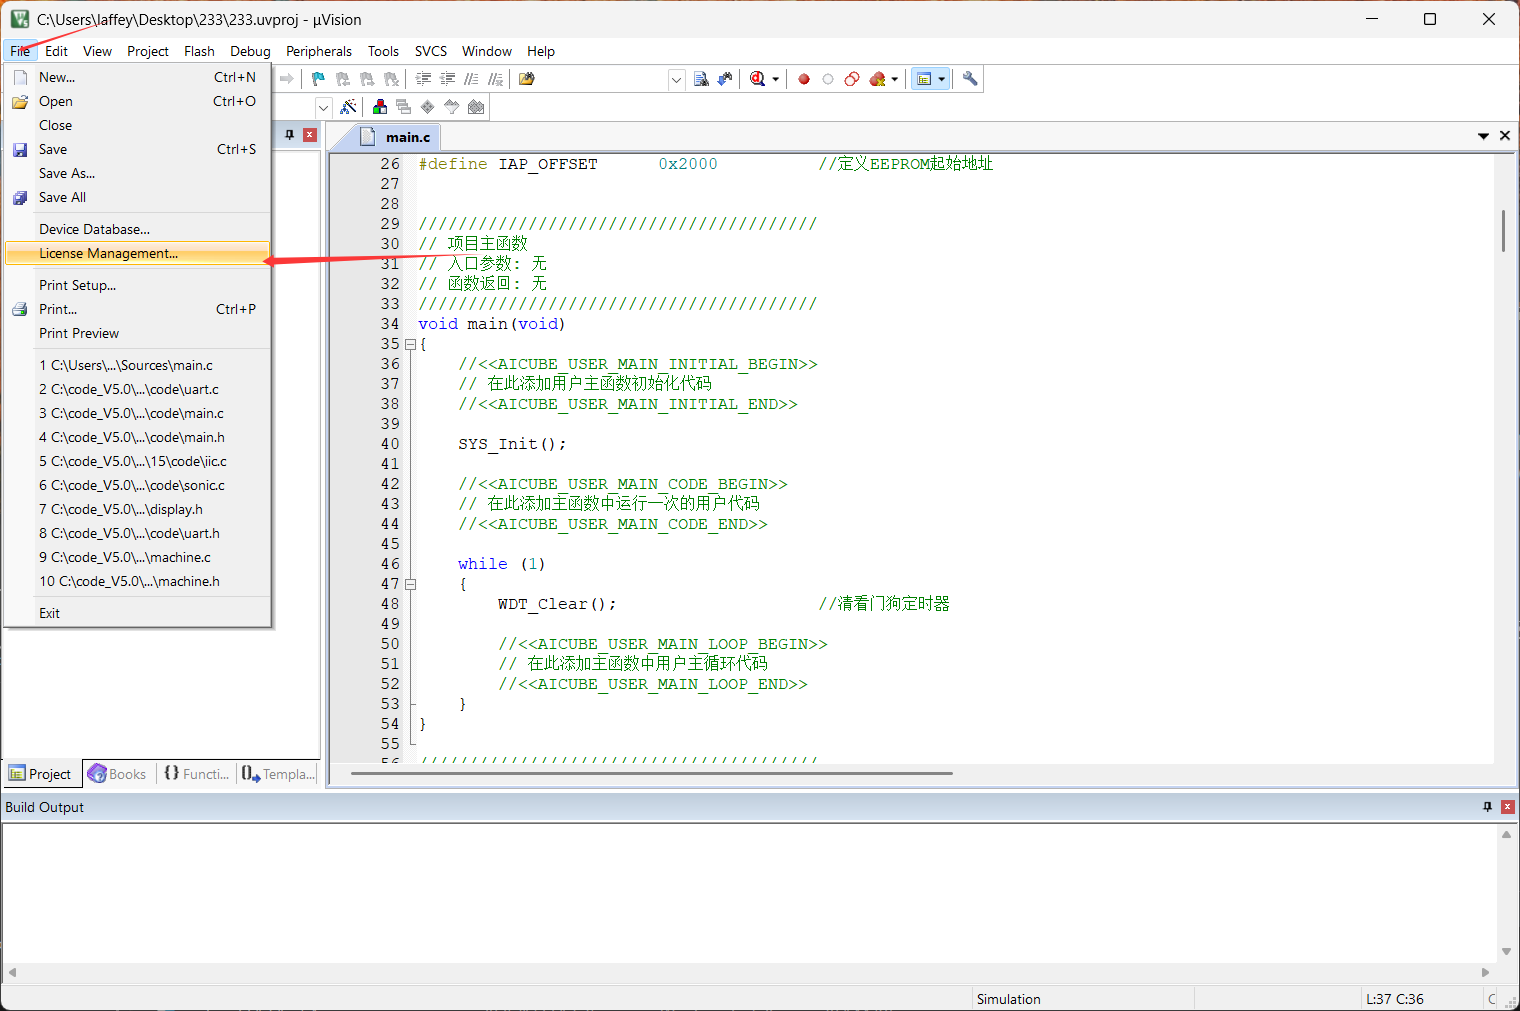 C:\Users\laffey\Desktop\233\233.uvproj - µVision
File Edit View Project Flash Debug Peripherals Tools SVCS Window Help
New... Ctrl+N
Open Ctrl+O
Close
Save Ctrl+S
Save As...
Save All
Device Database...
License Management...
Print Setup...
Print... Ctrl+P
Print Preview
1 C:\Users\...\Sources\main.c
2 C:\code_V5.0\...\code\uart.c
3 C:\code_V5.0\...\code\main.c
4 C:\code_V5.0\...\code\main.h
5 C:\code_V5.0\...\15\code\iic.c
6 C:\code_V5.0\...\code\sonic.c
7 C:\code_V5.0\...\display.h
8 C:\code_V5.0\...\code\uart.h
9 C:\code_V5.0\...\machine.c
10 C:\code_V5.0\...\machine.h
Exit
main.c
26 #define IAP_OFFSET 0x2000 //定义EEPROM起始地址
27
28
29 ////////////////////////////////////////
30 // 项目主函数
31 // 入口参数: 无
32 // 函数返回: 无
33 ////////////////////////////////////////
34 void main(void)
35 {
36 //<<AICUBE_USER_MAIN_INITIAL_BEGIN>>
37 // 在此添加用户主函数初始化代码
38 //<<AICUBE_USER_MAIN_INITIAL_END>>
39
40 SYS_Init();
41
42 //<<AICUBE_USER_MAIN_CODE_BEGIN>>
43 // 在此添加主函数中运行一次的用户代码
44 //<<AICUBE_USER_MAIN_CODE_END>>
45
46 while (1)
47 {
48 WDT_Clear(); //清看门狗定时器
49
50 //<<AICUBE_USER_MAIN_LOOP_BEGIN>>
51 // 在此添加主函数中用户主循环代码
52 //<<AICUBE_USER_MAIN_LOOP_END>>
53 }
54 }
55
56 ////////////////////////////////////////
Project Books {} Functi... Templa...
Build Output
Simulation L:37 C:36 C